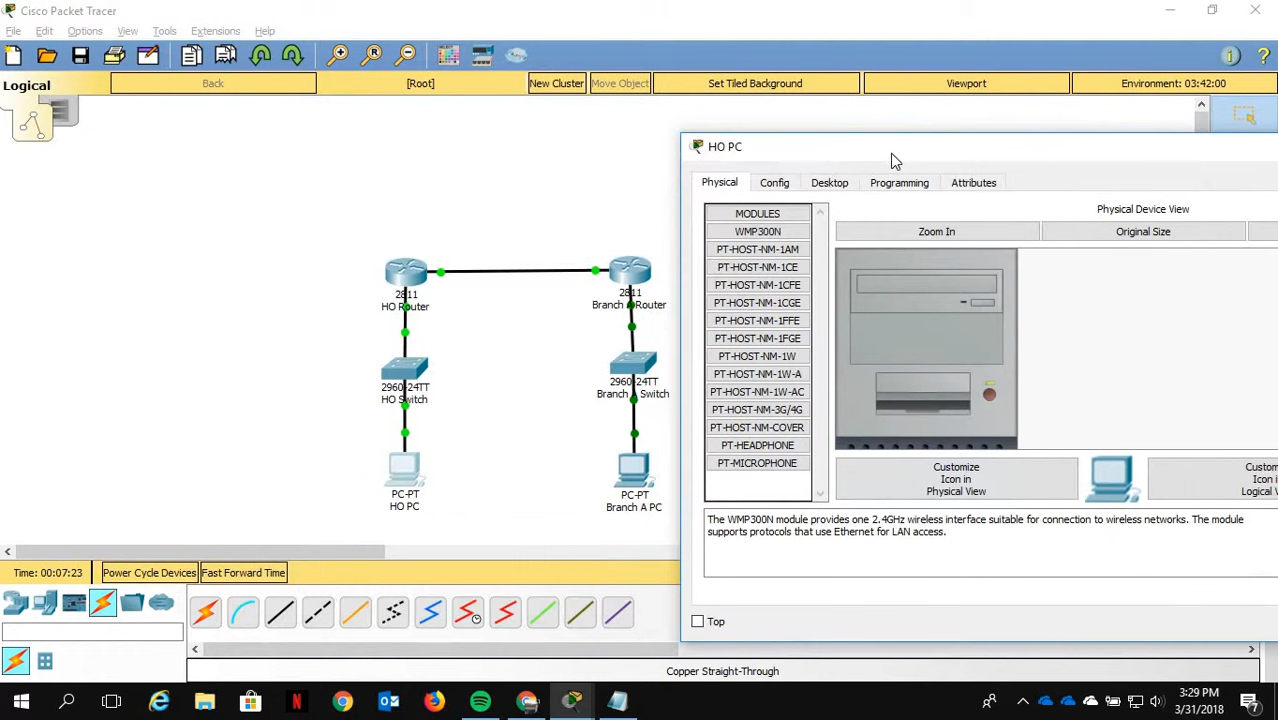 Cisco Packet Tracer
File Edit Options View Tools Extensions Help
Logical
Back
[Root]
New Cluster
Move Object
Set Tiled Background
Viewport
Environment: 03:42:00
HO PC
Physical
Config
Desktop
Programming
Attributes
MODULES
WMP300N
PT-HOST-NM-1AM
PT-HOST-NM-1CE
PT-HOST-NM-1CFE
PT-HOST-NM-1CGE
PT-HOST-NM-1FFE
PT-HOST-NM-1FGE
PT-HOST-NM-1W
PT-HOST-NM-1W-A
PT-HOST-NM-1W-AC
PT-HOST-NM-3G/4G
PT-HOST-NM-COVER
PT-HEADPHONE
PT-MICROPHONE
Physical Device View
Zoom In
Original Size
Customize
Icon in
Physical View
Custom
Icon i
Logical V
The WMP300N module provides one 2.4GHz wireless interface suitable for connection to wireless networks. The module
supports protocols that use Ethernet for LAN access.
Top
2811
HO Router
2811
Branch A Router
2960-24TT
HO Switch
2960-24TT
Branch A Switch
PC-PT
HO PC
PC-PT
Branch A PC
Time: 00:07:23
Power Cycle Devices
Fast Forward Time
Copper Straight-Through
3:29 PM
3/31/2018
7